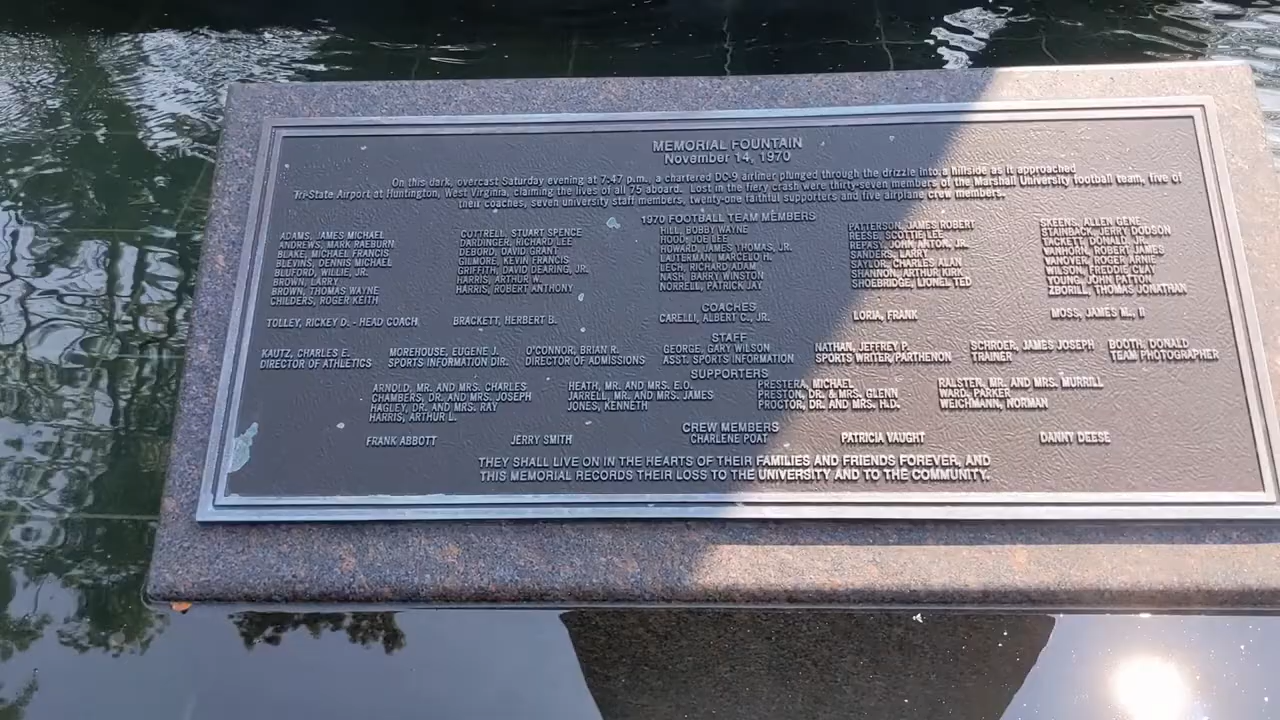 MEMORIAL FOUNTAIN
November 14, 1970
On this dark, overcast Saturday evening at 7:47 p.m., a chartered DC-9 airliner plunged through the drizzle into a hillside as it approached
Tri-State Airport at Huntington, West Virginia, claiming the lives of all 75 aboard. Lost in the fiery crash were thirty-seven members of the Marshall University football team, five of
their coaches, seven university staff members, twenty-one faithful supporters and five airplane crew members.
1970 FOOTBALL TEAM MEMBERS
ADAMS, JAMES MICHAEL
ANDREWS, MARK RAEBURN
BLAKE, MICHAEL FRANCIS
BLEVINS, DENNIS MICHAEL
BLUFORD, WILLIE, JR.
BROWN, LARRY
BROWN, THOMAS WAYNE
CHILDERS, ROGER KEITH
COTTRELL, STUART SPENCE
DARDINGER, RICHARD LEE
DEBORD, DAVID GRANT
GILMORE, KEVIN FRANCIS
GRIFFITH, DAVID DEARING, JR.
HARRIS, ARTHUR W.
HARRIS, ROBERT ANTHONY
HILL, BOBBY WAYNE
HOOD, JOE LEE
HOWARD, JAMES THOMAS, JR.
LAJTERMAN, MARCELO H.
LECH, RICHARD ADAM
NASH, BARRY WINSTON
NORRELL, PATRICK JAY
PATTERSON, JAMES ROBERT
REESE, SCOTTIE LEE
REPASY, JOHN ANTON, JR.
SANDERS, LARRY
SAYLOR, CHARLES ALAN
SHANNON, ARTHUR KIRK
SHOEBRIDGE, LIONEL TED
SKEENS, ALLEN GENE
STAINBACK, JERRY DODSON
TACKETT, DONALD, JR.
VANHORN, ROBERT JAMES
VANOVER, ROGER ARNIE
WILSON, FREDDIE CLAY
YOUNG, JOHN PATTON
ZBORILL, THOMAS JONATHAN
COACHES
TOLLEY, RICKEY D. - HEAD COACH
BRACKETT, HERBERT B.
CARELLI, ALBERT C., JR.
LORIA, FRANK
MOSS, JAMES M., II
STAFF
KAUTZ, CHARLES E.
DIRECTOR OF ATHLETICS
MOREHOUSE, EUGENE J.
SPORTS INFORMATION DIR.
O'CONNOR, BRIAN R.
DIRECTOR OF ADMISSIONS
GEORGE, GARY WILSON
ASST. SPORTS INFORMATION
NATHAN, JEFFREY P.
SPORTS WRITER/PARTHENON
SCHROER, JAMES JOSEPH
TRAINER
BOOTH, DONALD
TEAM PHOTOGRAPHER
SUPPORTERS
ARNOLD, MR. AND MRS. CHARLES
CHAMBERS, DR. AND MRS. JOSEPH
HAGLEY, DR. AND MRS. RAY
HARRIS, ARTHUR L.
HEATH, MR. AND MRS. E.O.
JARRELL, MR. AND MRS. JAMES
JONES, KENNETH
PRESTERA, MICHAEL
PRESTON, DR. & MRS. GLENN
PROCTOR, DR. AND MRS. H.D.
RALSTEN, MR. AND MRS. MURRILL
WARD, PARKER
WEICHMANN, NORMAN
CREW MEMBERS
FRANK ABBOTT
JERRY SMITH
CHARLENE POAT
PATRICIA VAUGHT
DANNY DEESE
THEY SHALL LIVE ON IN THE HEARTS OF THEIR FAMILIES AND FRIENDS FOREVER, AND
THIS MEMORIAL RECORDS THEIR LOSS TO THE UNIVERSITY AND TO THE COMMUNITY.